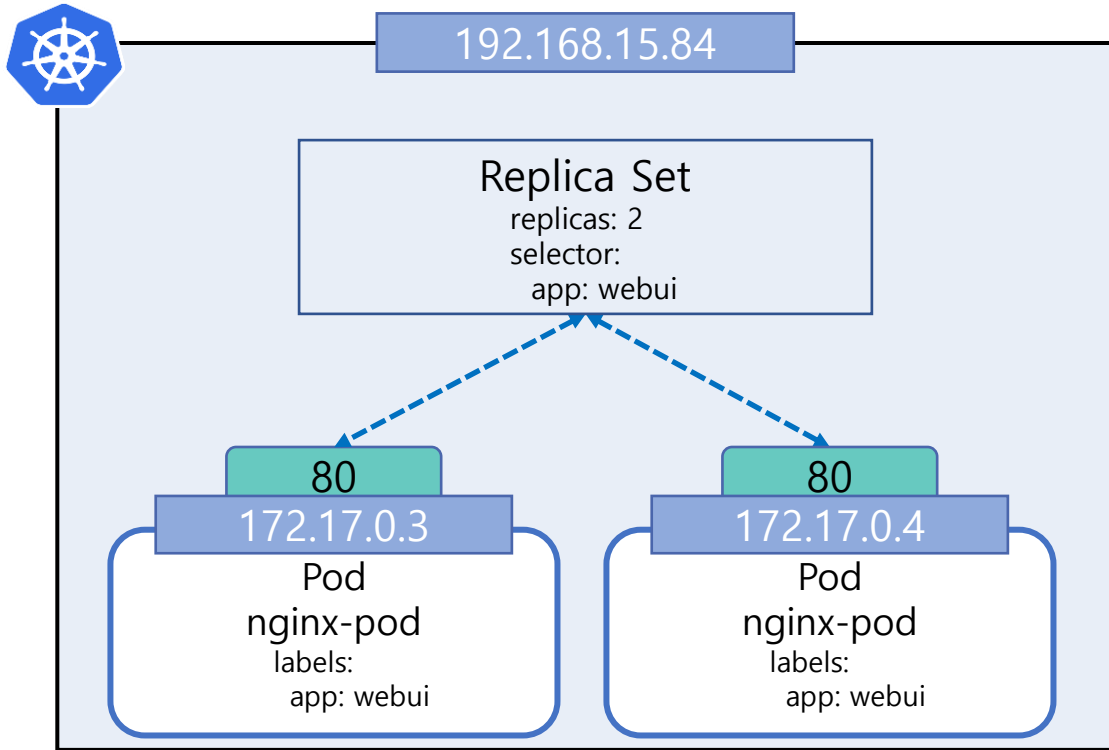 192.168.15.84
Replica Set
replicas: 2
selector:
app: webui
80
172.17.0.3
Pod
nginx-pod
labels:
app: webui
80
172.17.0.4
Pod
nginx-pod
labels:
app: webui